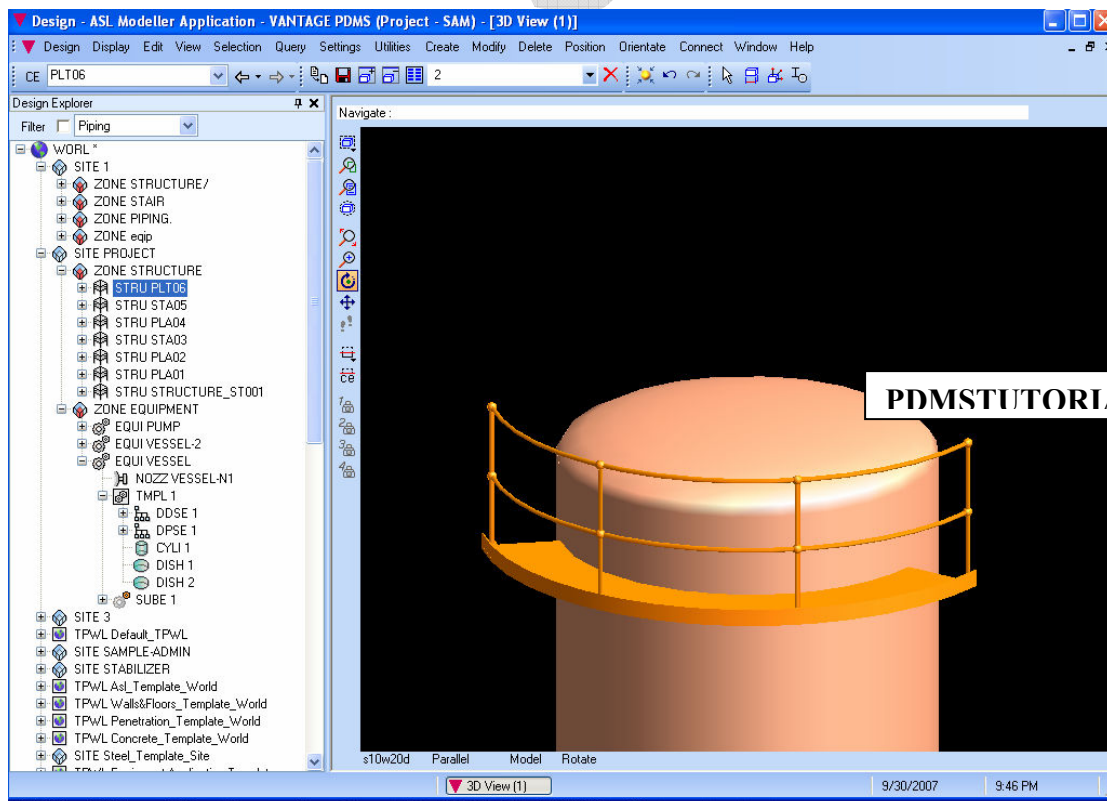 Design - ASL Modeller Application - VANTAGE PDMS (Project - SAM) - [3D View (1)]
Design Display Edit View Selection Query Settings Utilities Create Modify Delete Position Orientate Connect Window Help
CE PLT06 2
Design Explorer
Navigate :
Filter Piping
WORL *
SITE 1
ZONE STRUCTURE/
ZONE STAIR
ZONE PIPING.
ZONE eqip
SITE PROJECT
ZONE STRUCTURE
STRU PLT06
STRU STA05
STRU PLA04
STRU STA03
STRU PLA02
STRU PLA01
STRU STRUCTURE_ST001
ZONE EQUIPMENT
EQUI PUMP
EQUI VESSEL-2
EQUI VESSEL
NOZZ VESSEL-N1
TMPL 1
DDSE 1
DPSE 1
CYLI 1
DISH 1
DISH 2
SUBE 1
SITE 3
TPWL Default_TPWL
SITE SAMPLE-ADMIN
SITE STABILIZER
TPWL Asl_Template_World
TPWL Walls&Floors_Template_World
TPWL Penetration_Template_World
TPWL Concrete_Template_World
SITE Steel_Template_Site
ce
1
2
3
4
PDMSTUTORIA
s10w20d Parallel Model Rotate
3D View (1) 9/30/2007 9:46 PM